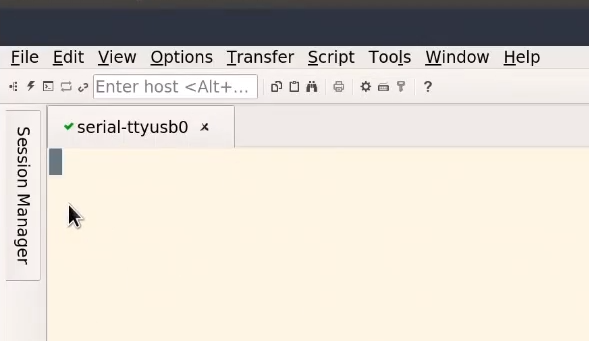 File Edit View Options Transfer Script Tools Window Help
Enter host <Alt+...
?
serial-ttyusb0
Session Manager